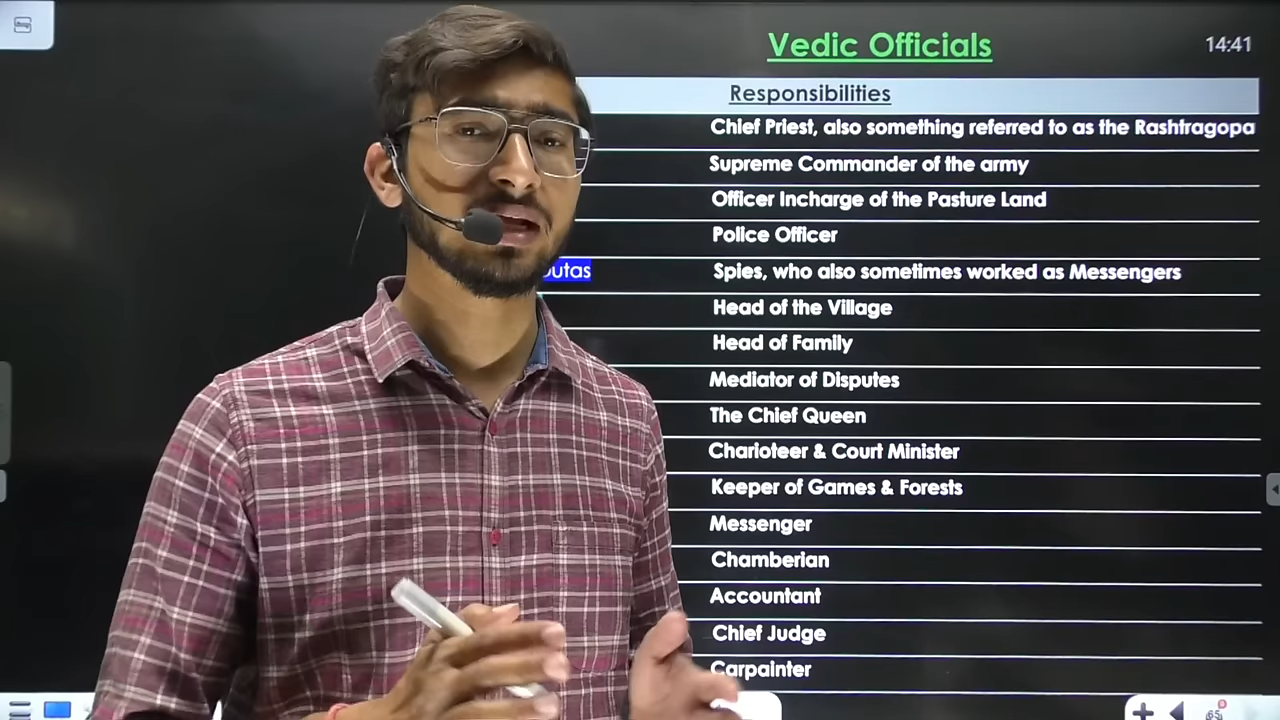 Vedic Officials
14:41
Responsibilities
Chief Priest, also something referred to as the Rashtragopa
Supreme Commander of the army
Officer Incharge of the Pasture Land
Police Officer
Spies, who also sometimes worked as Messengers
Head of the Village
Head of Family
Mediator of Disputes
The Chief Queen
Charioteer & Court Minister
Keeper of Games & Forests
Messenger
Chamberian
Accountant
Chief Judge
Carpainter
65